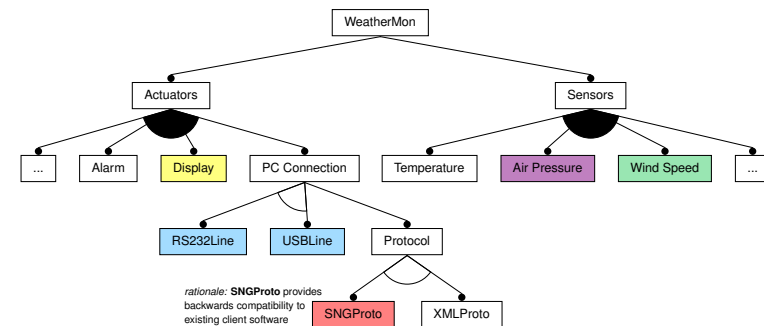 WeatherMon
Actuators
Sensors
...
Alarm
Display
PC Connection
Temperature
Air Pressure
Wind Speed
...
RS232Line
USBLine
Protocol
rationale: SNGProto provides
backwards compatibility to
existing client software
SNGProto
XMLProto